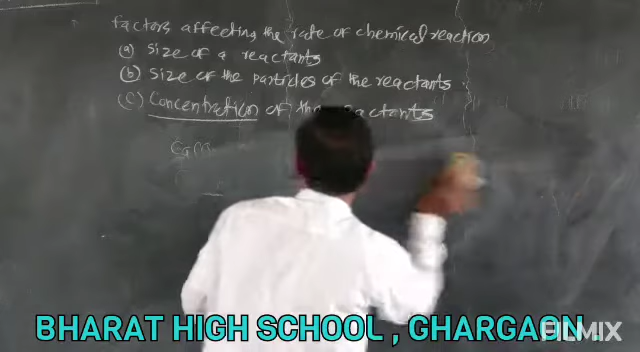 factors affecting the rate of chemical reaction
(a) Size of a reactants
(b) Size of the particles of the reactants.
(c) Concentration of the reactants
BHARAT HIGH SCHOOL , GHARGAON .
FILMIX